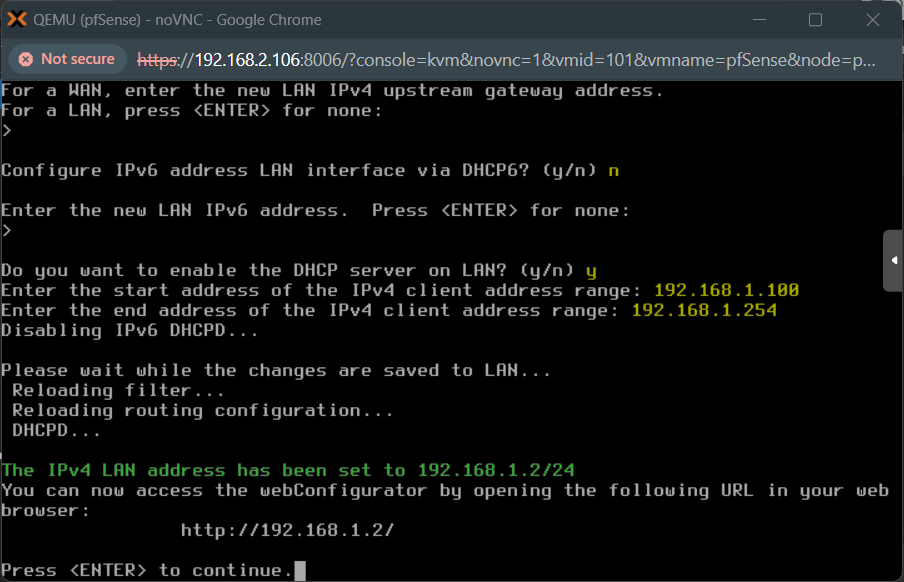 QEMU (pfSense) - noVNC - Google Chrome
Not secure https://192.168.2.106:8006/?console=kvm&novnc=1&vmid=101&vmname=pfSense&node=p...
For a WAN, enter the new LAN IPv4 upstream gateway address.
For a LAN, press <ENTER> for none:
>
Configure IPv6 address LAN interface via DHCP6? (y/n) n
Enter the new LAN IPv6 address.  Press <ENTER> for none:
>
Do you want to enable the DHCP server on LAN? (y/n) y
Enter the start address of the IPv4 client address range: 192.168.1.100
Enter the end address of the IPv4 client address range: 192.168.1.254
Disabling IPv6 DHCPD...
Please wait while the changes are saved to LAN...
Reloading filter...
Reloading routing configuration...
DHCPD...
The IPv4 LAN address has been set to 192.168.1.2/24
You can now access the webConfigurator by opening the following URL in your web
browser:
http://192.168.1.2/
Press <ENTER> to continue.